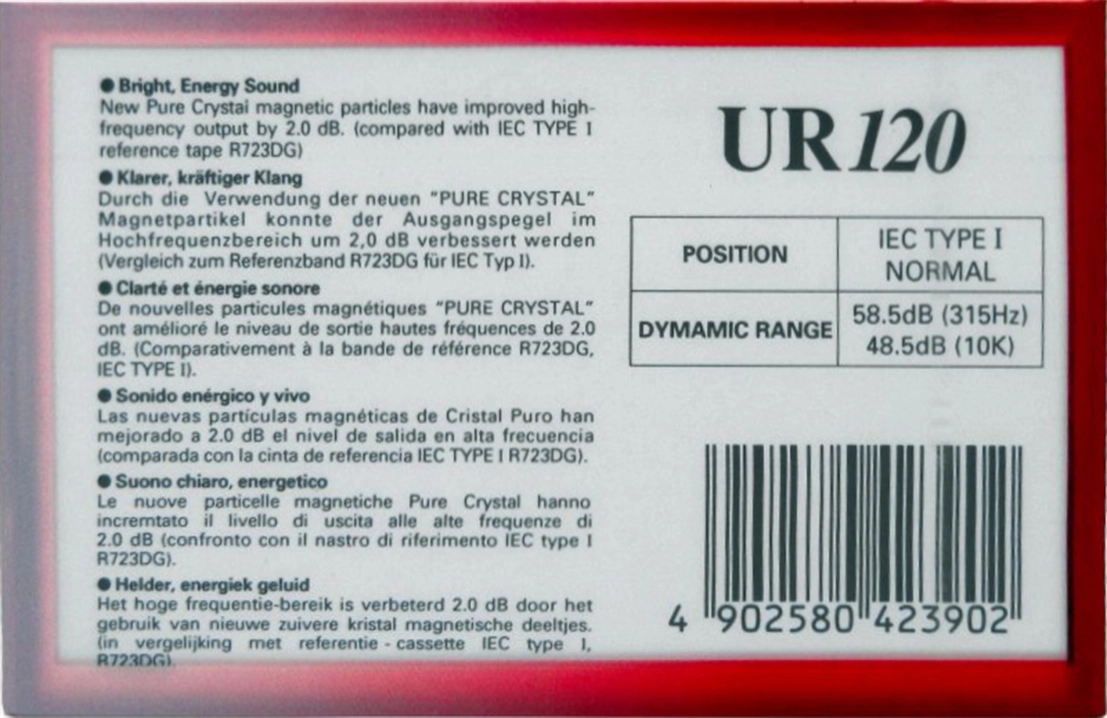 ● Bright, Energy Sound
New Pure Crystal magnetic particles have improved high-
frequency output by 2.0 dB. (compared with IEC TYPE I
reference tape R723DG)
● Klarer, kräftiger Klang
Durch die Verwendung der neuen "PURE CRYSTAL"
Magnetpartikel konnte der Ausgangspegel im
Hochfrequenzbereich um 2,0 dB verbessert werden
(Vergleich zum Referenzband R723DG für IEC Typ I).
● Clarté et énergie sonore
De nouvelles particules magnétiques "PURE CRYSTAL"
ont amélioré le niveau de sortie hautes fréquences de 2.0
dB. (Comparativement à la bande de référence R723DG,
IEC TYPE I).
● Sonido enérgico y vivo
Las nuevas partículas magnéticas de Cristal Puro han
mejorado a 2.0 dB el nivel de salida en alta frecuencia
(comparada con la cinta de referencia IEC TYPE I R723DG).
● Suono chiaro, energetico
Le nuove particelle magnetiche Pure Crystal hanno
incremtato il livello di uscita alle alte frequenze di
2.0 dB (confronto con il nastro di riferimento IEC type I
R723DG).
● Helder, energiek geluid
Het hoge frequentie-bereik is verbeterd 2.0 dB door het
gebruik van nieuwe zuivere kristal magnetische deeltjes.
(in vergelijking met referentie - cassette IEC type I,
R723DG).
UR 120
POSITION
IEC TYPE I
NORMAL
DYMAMIC RANGE
58.5dB (315Hz)
48.5dB (10K)
4 902580 423902